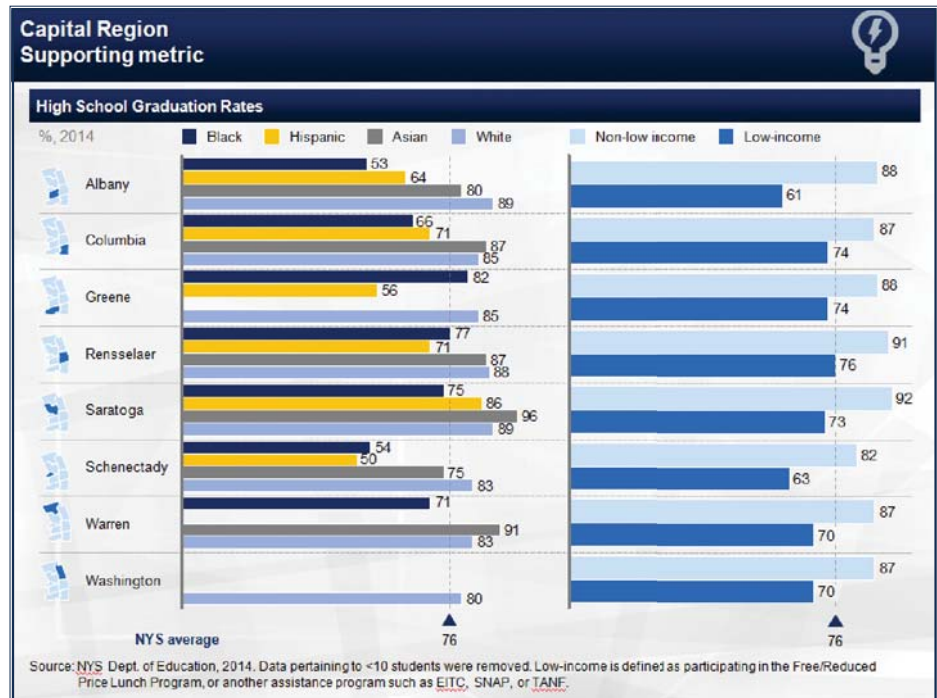 Capital Region
Supporting metric
High School Graduation Rates
%, 2014
Black Hispanic Asian White
Non-low income Low-income
Albany
53
64
80
89
88
61
Columbia
66
71
87
85
87
74
Greene
82
56
85
88
74
Rensselaer
77
71
87
88
91
76
Saratoga
75
86
96
89
92
73
Schenectady
54
50
75
83
82
63
Warren
71
91
83
87
70
Washington
80
87
70
NYS average 76 76
Source: NYS Dept. of Education, 2014. Data pertaining to <10 students were removed. Low-income is defined as participating in the Free/Reduced
Price Lunch Program, or another assistance program such as EITC, SNAP, or TANF.